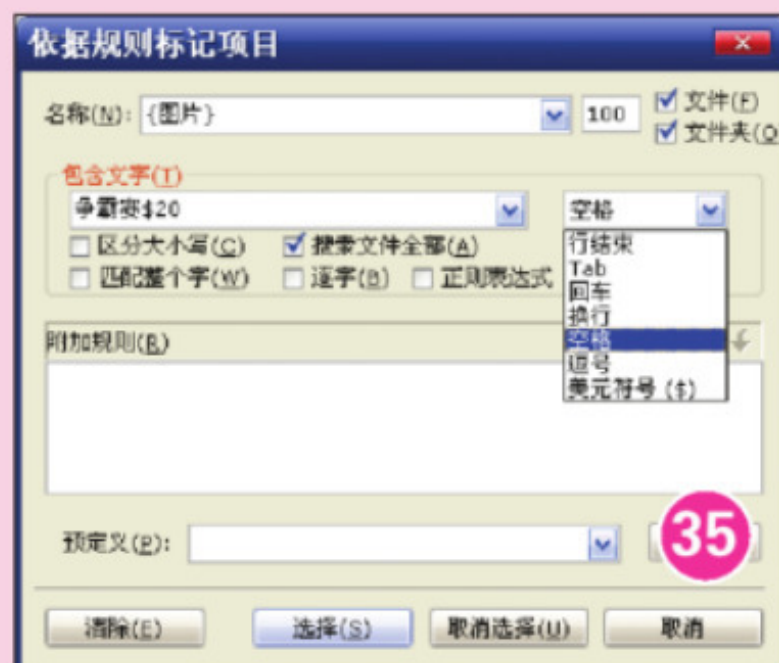 依据规则标记项目
名称(N): {图片} 100 文件(F)
文件夹(O
包含文字(T)
争霸赛$20 空格
区分大小写(C) 搜索文件全部(A) 行结束
匹配整个字(W) 逐字(B) 正则表达式 Tab
回车
换行
空格
逗号
美元符号 ($)
附加规则(R)
预定义(P):
35
清除(E) 选择(S) 取消选择(U) 取消